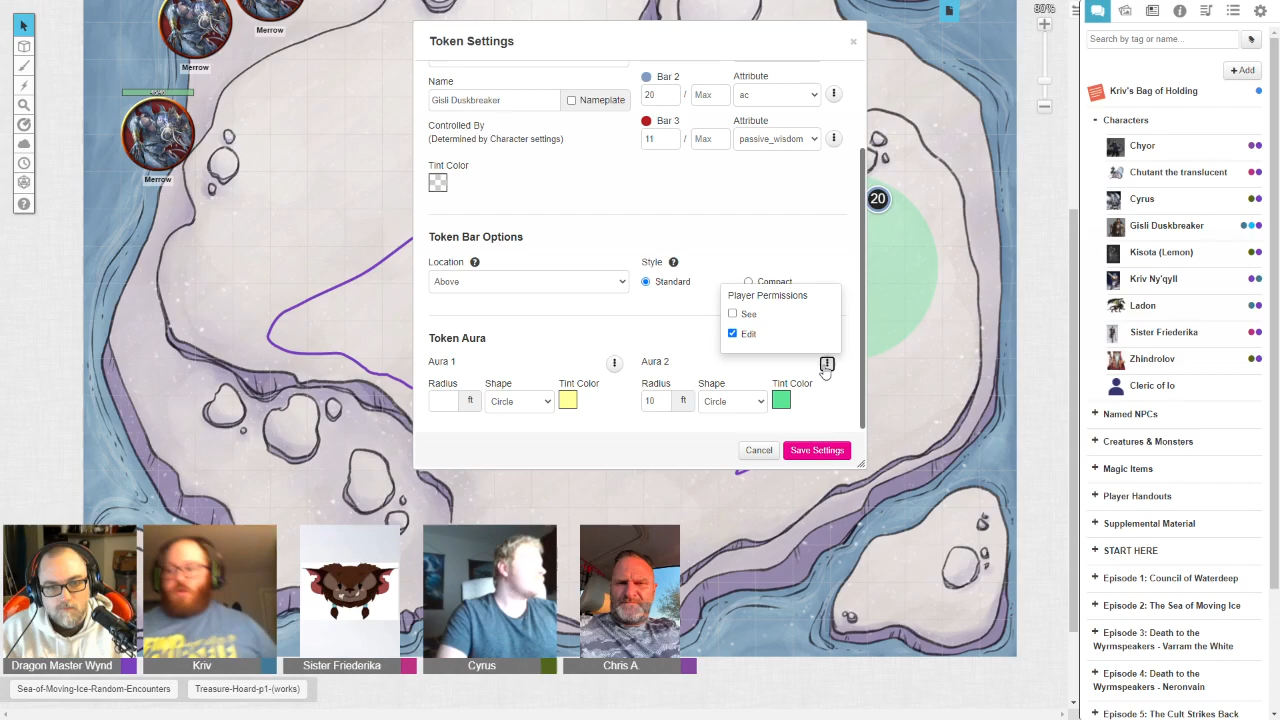 80%
Merrow
Merrow
Merrow
20
Token Settings
×
Name
Gisli Duskbreaker
Nameplate
Controlled By
(Determined by Character settings)
Tint Color
Bar 2
Attribute
20 / Max
ac
Bar 3
Attribute
11 / Max
passive_wisdom
Token Bar Options
Location
Above
Style
Standard
Compact
Player Permissions
See
Edit
Token Aura
Aura 1
Radius
Shape
Tint Color
ft
Circle
Aura 2
Radius
Shape
Tint Color
10 ft
Circle
Cancel
Save Settings
Search by tag or name...
+Add
Kriv's Bag of Holding
Characters
Chyor
Chutant the translucent
Cyrus
Gisli Duskbreaker
Kisota (Lemon)
Kriv Ny'qyll
Ladon
Sister Friederika
Zhindrolov
Cleric of Io
Named NPCs
Creatures & Monsters
Magic Items
Player Handouts
Supplemental Material
START HERE
Episode 1: Council of Waterdeep
Episode 2: The Sea of Moving Ice
Episode 3: Death to the
Wyrmspeakers - Varram the White
Episode 4: Death to the
Wyrmspeakers - Neronvain
Episode 5: The Cult Strikes Back
Dragon Master Wynd
Kriv
Sister Friederika
Cyrus
Chris A.
Sea-of-Moving-Ice-Random-Encounters
Treasure-Hoard-p1-(works)